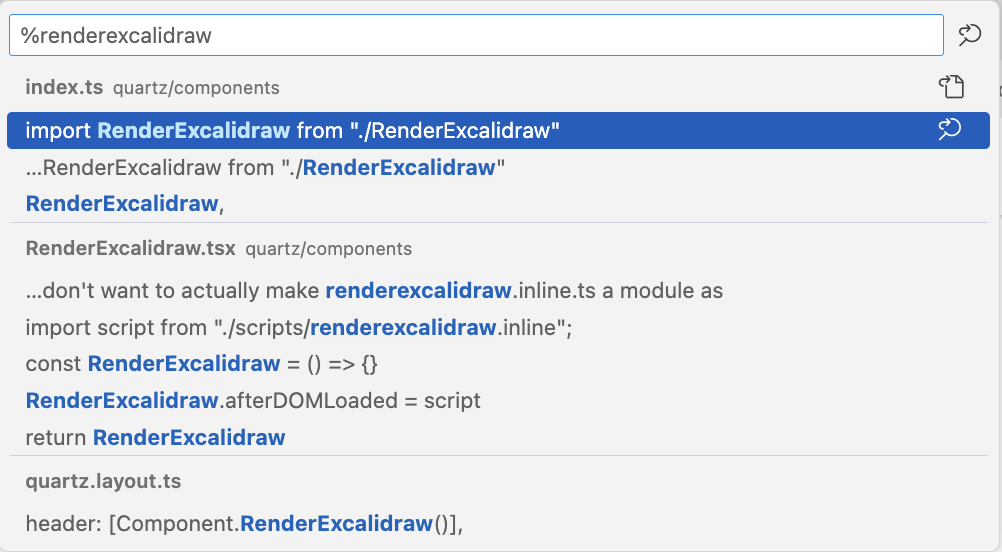 %renderexcalidraw
index.ts quartz/components
import RenderExcalidraw from "./RenderExcalidraw"
...RenderExcalidraw from "./RenderExcalidraw"
RenderExcalidraw,
RenderExcalidraw.tsx quartz/components
...don't want to actually make renderexcalidraw.inline.ts a module as
import script from "./scripts/renderexcalidraw.inline";
const RenderExcalidraw = () => {}
RenderExcalidraw.afterDOMLoaded = script
return RenderExcalidraw
quartz.layout.ts
header: [Component.RenderExcalidraw()],